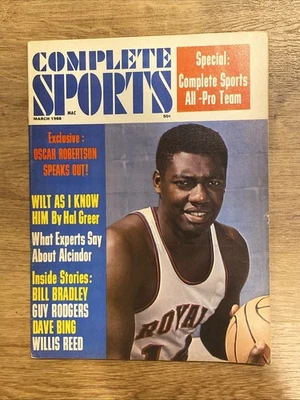 COMPLETE
SPORTS
MAC
MARCH 1968
50¢
Special:
Complete Sports
All-Pro Team
Exclusive:
OSCAR ROBERTSON
SPEAKS OUT!
WILT AS I KNOW
HIM By Hal Greer
What Experts Say
About Alcindor
Inside Stories:
BILL BRADLEY
GUY RODGERS
DAVE BING
WILLIS REED
ROYAL
1